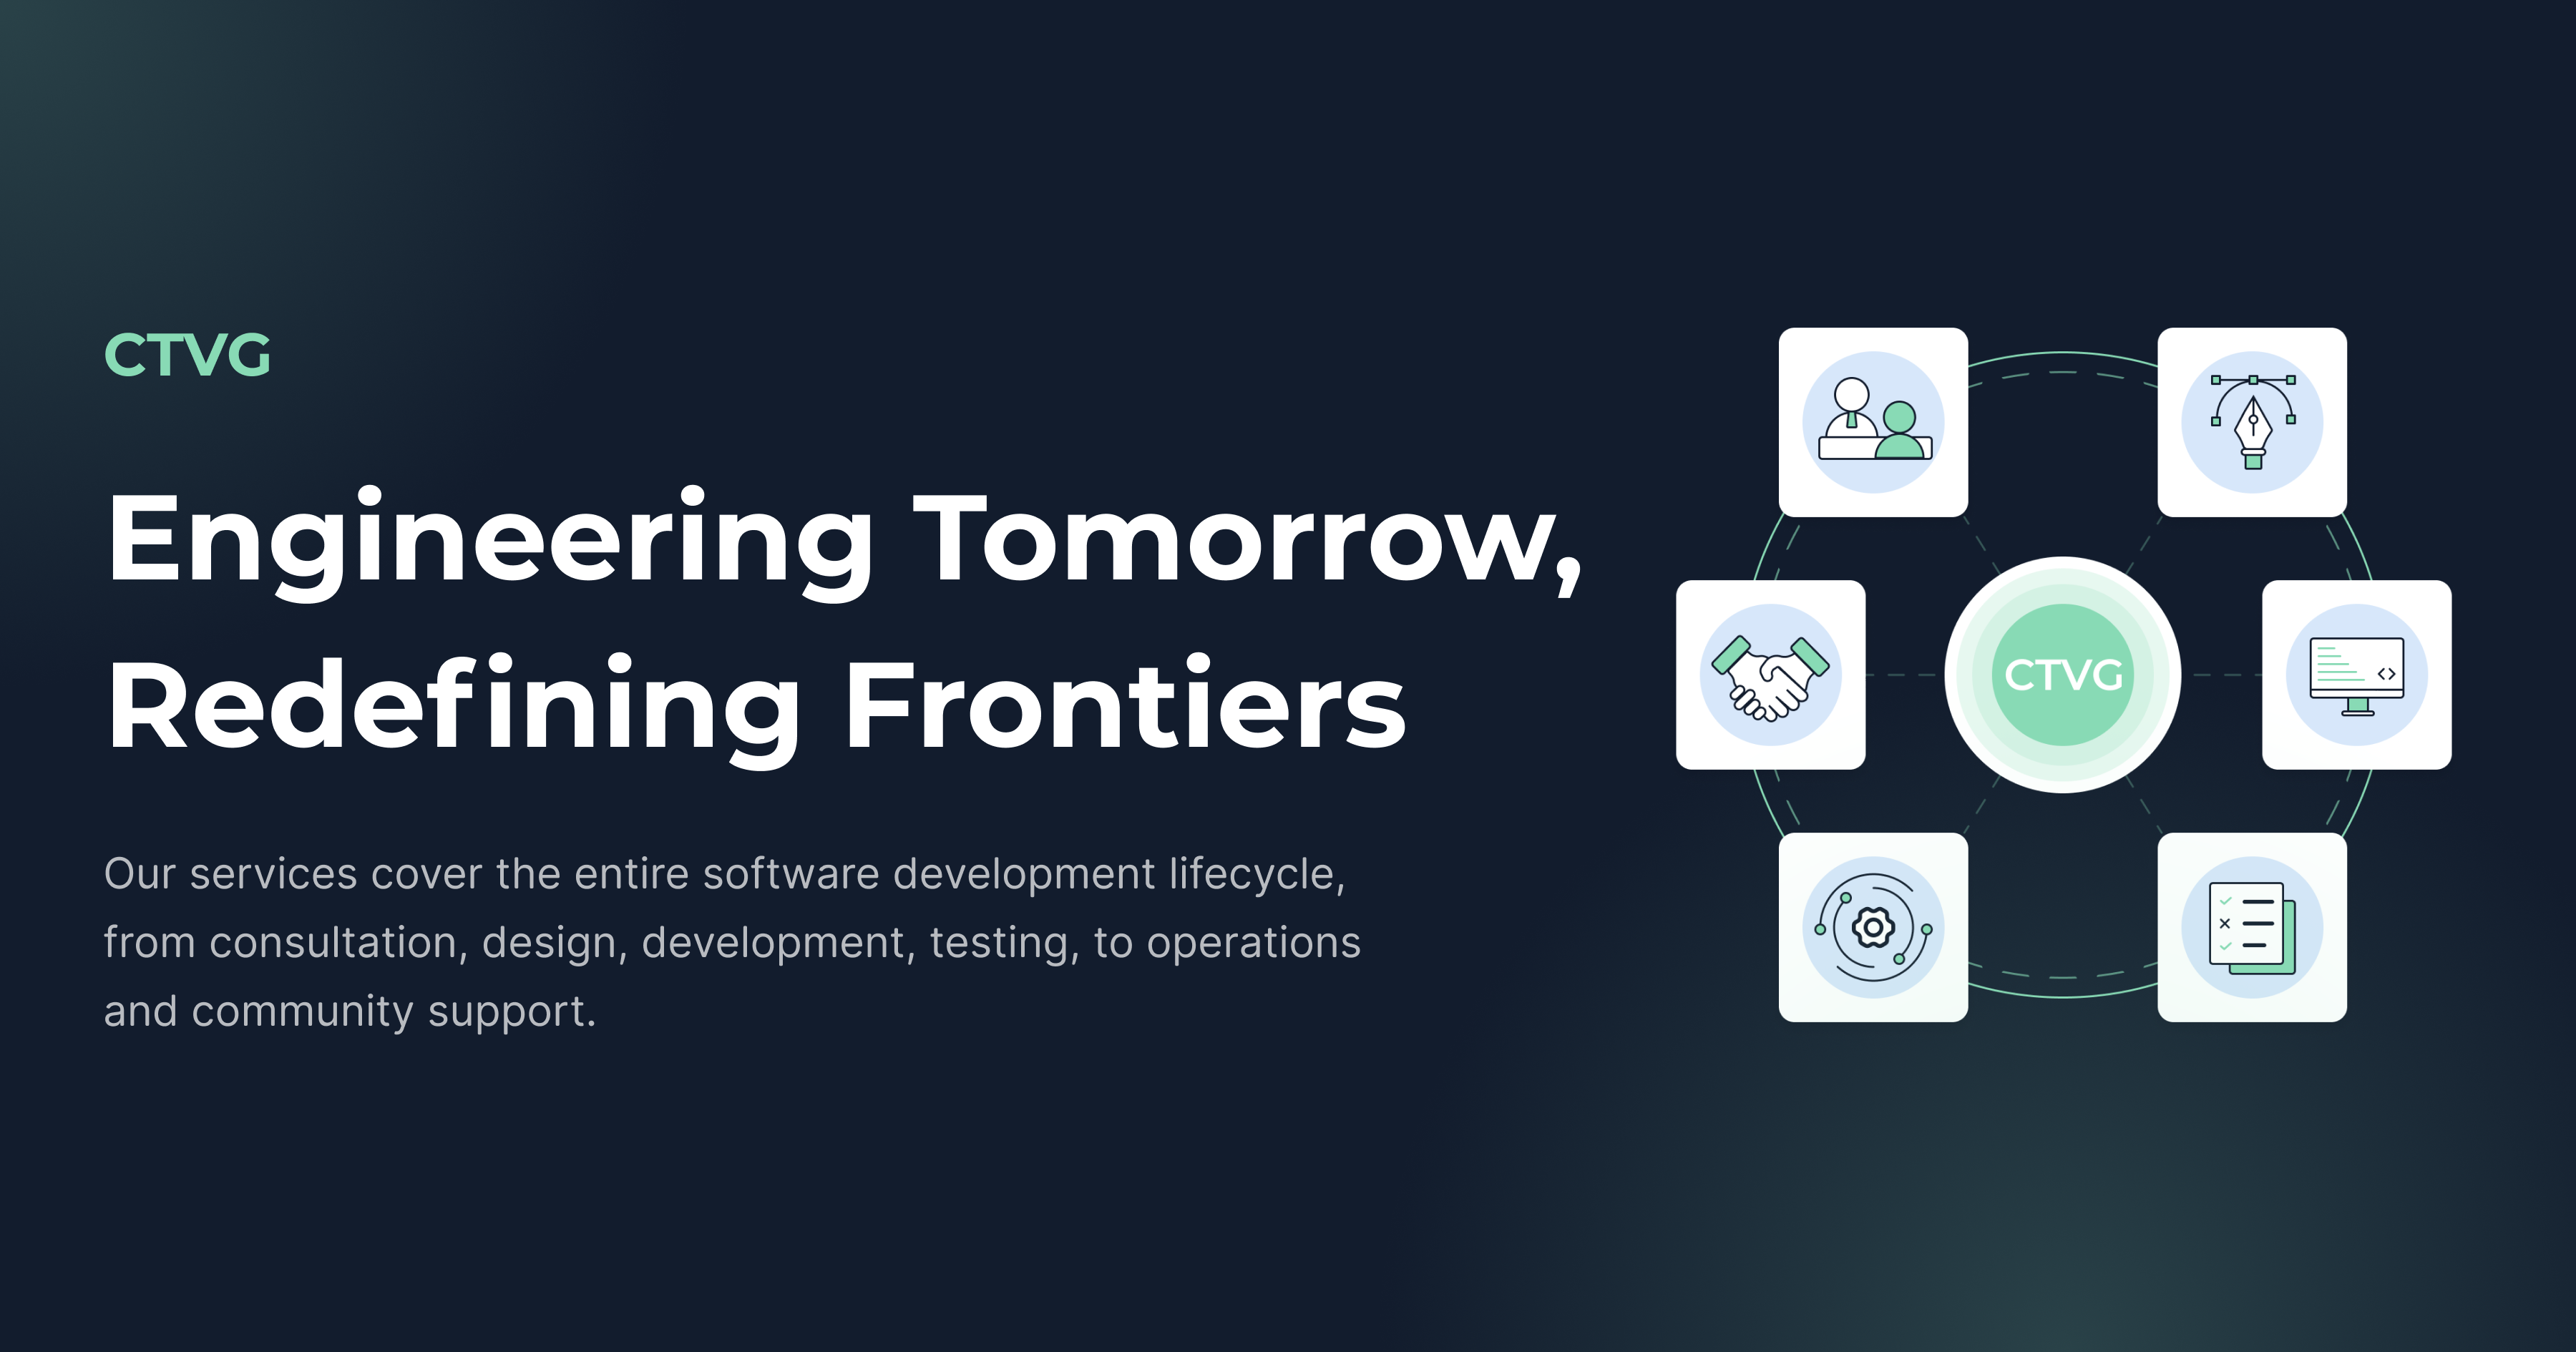 CTVG
Engineering Tomorrow,
Redefining Frontiers
Our services cover the entire software development lifecycle,
from consultation, design, development, testing, to operations
and community support.
CTVG